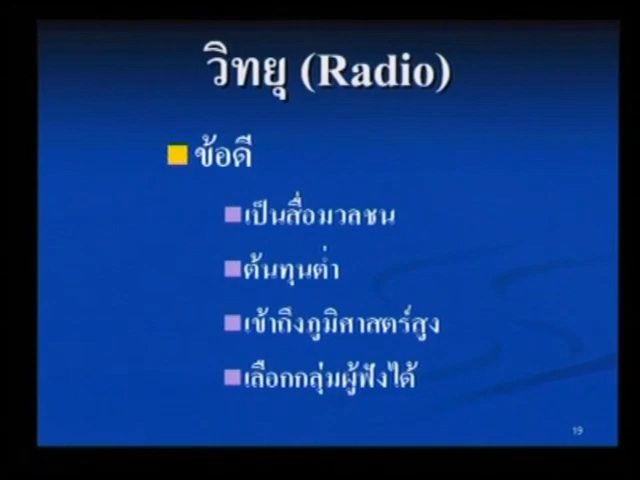 วิทยุ (Radio)
ข้อดี
เป็นสื่อมวลชน
ต้นทุนต่ำ
เข้าถึงภูมิศาสตร์สูง
เลือกกลุ่มผู้ฟังได้
19